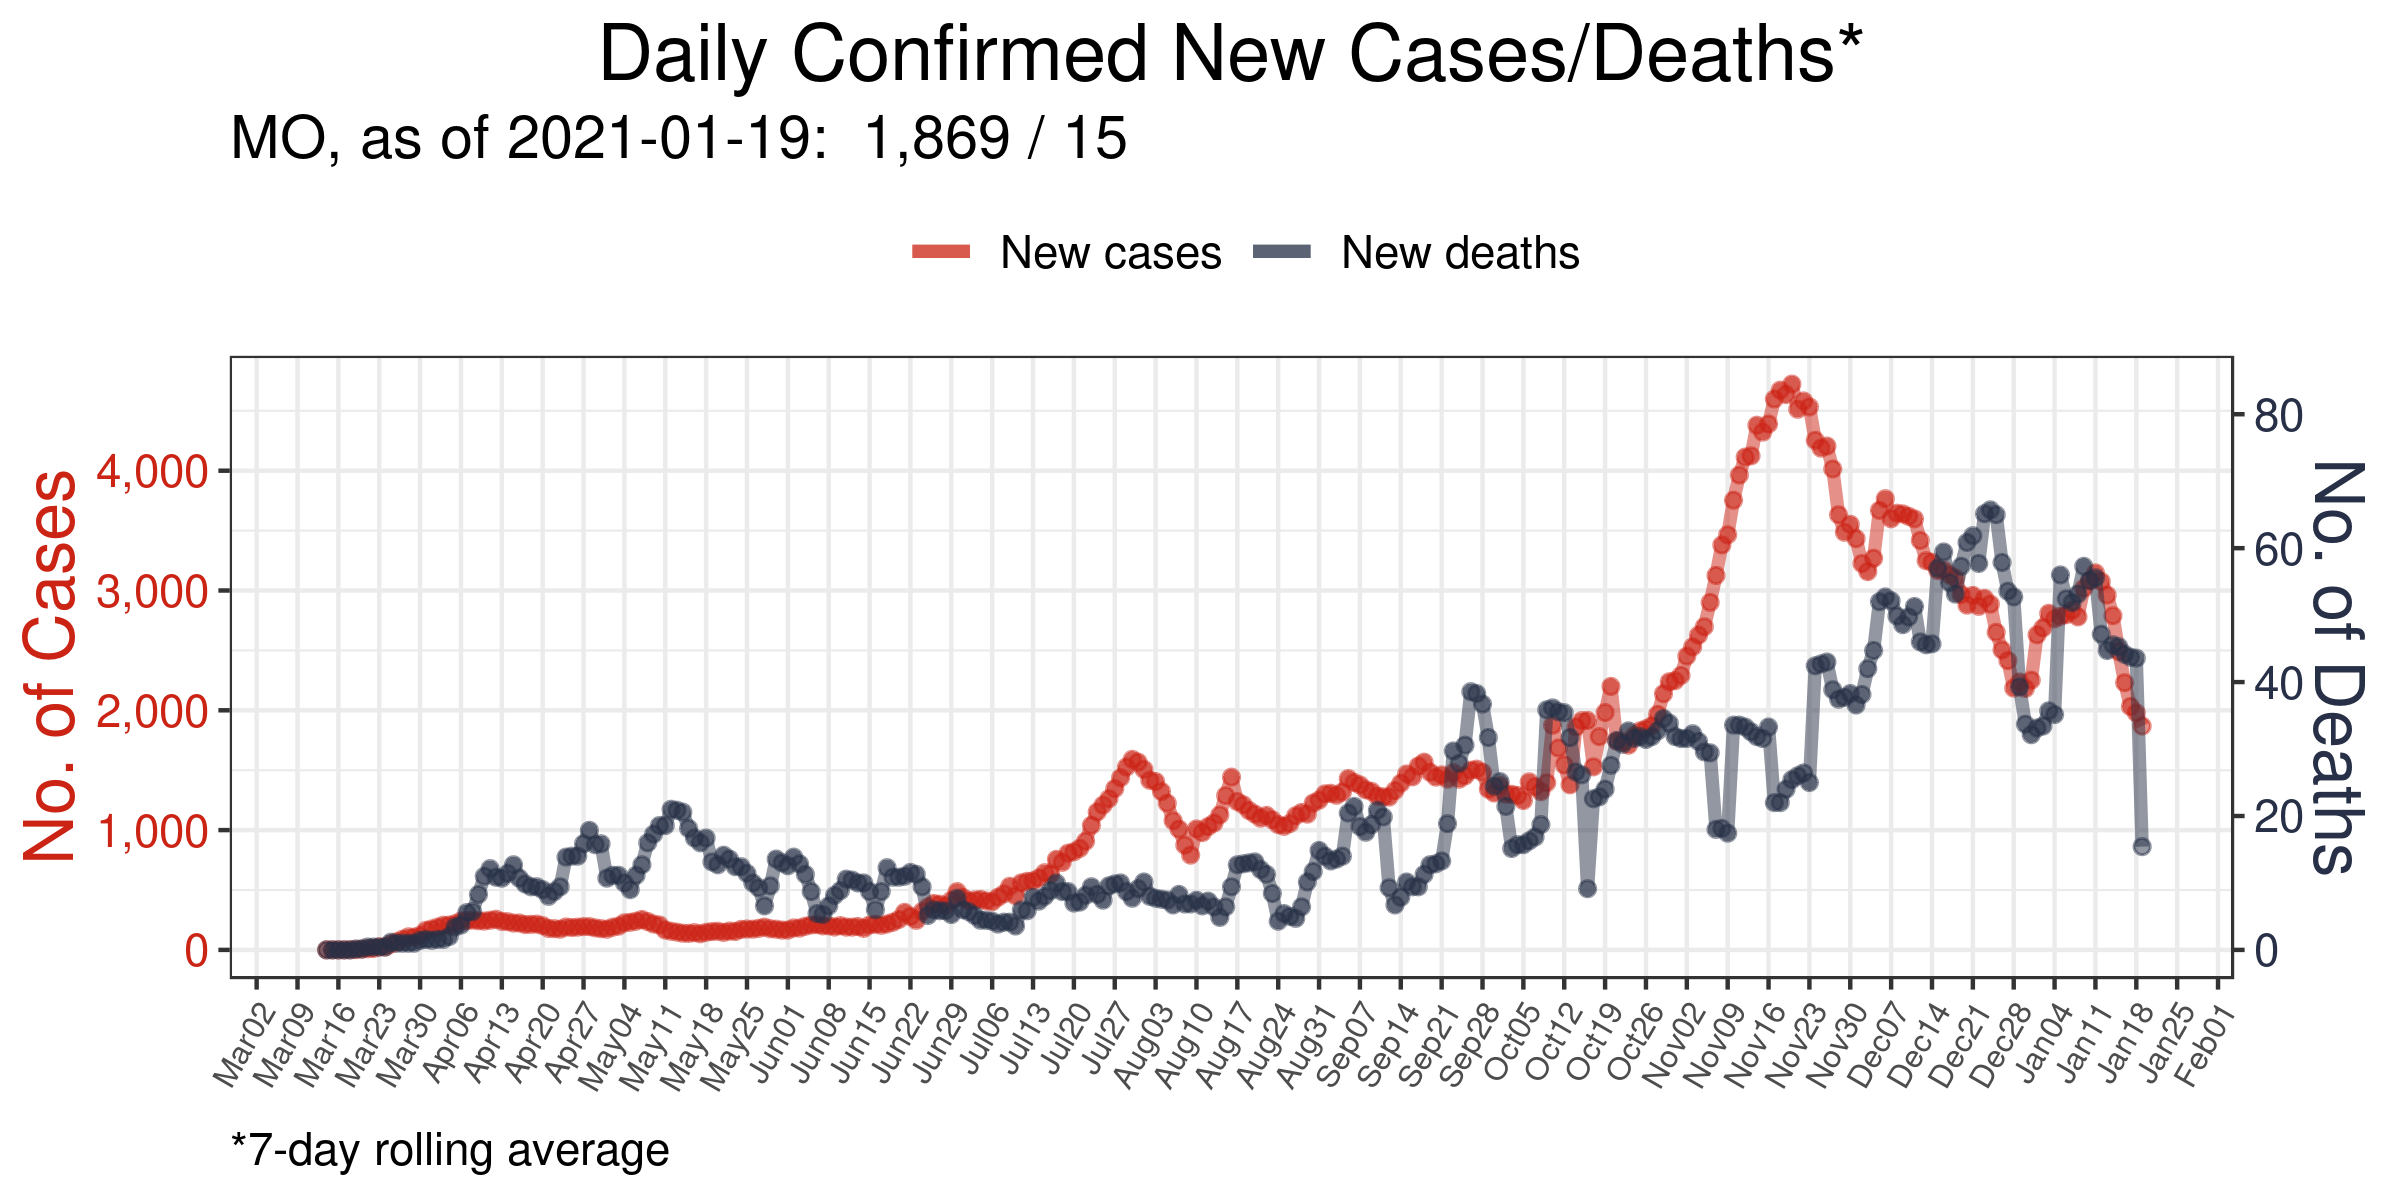 Daily Confirmed New Cases/Deaths*
MO, as of 2021-01-19:  1,869 / 15
New cases
New deaths
No. of Cases
4,000
3,000
2,000
1,000
0
80
60
40
20
0
No. of Deaths
Mar02
Mar09
Mar16
Mar23
Mar30
Apr06
Apr13
Apr20
Apr27
May04
May11
May18
May25
Jun01
Jun08
Jun15
Jun22
Jun29
Jul06
Jul13
Jul20
Jul27
Aug03
Aug10
Aug17
Aug24
Aug31
Sep07
Sep14
Sep21
Sep28
Oct05
Oct12
Oct19
Oct26
Nov02
Nov09
Nov16
Nov23
Nov30
Dec07
Dec14
Dec21
Dec28
Jan04
Jan11
Jan18
Jan25
Feb01
*7-day rolling average